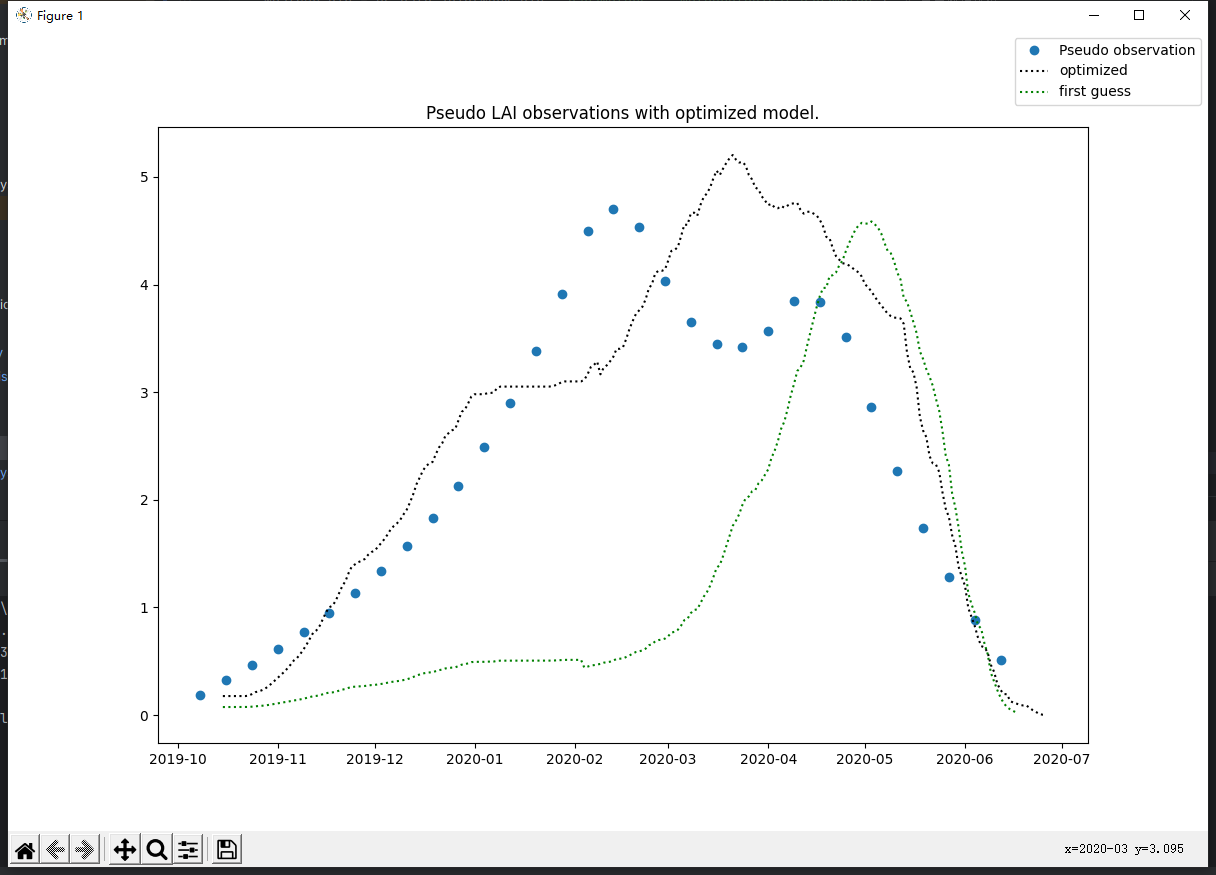 Figure 1
Pseudo observation
optimized
first guess
Pseudo LAI observations with optimized model.
5
4
3
2
1
0
2019-10 2019-11 2019-12 2020-01 2020-02 2020-03 2020-04 2020-05 2020-06 2020-07
x=2020-03 y=3.095